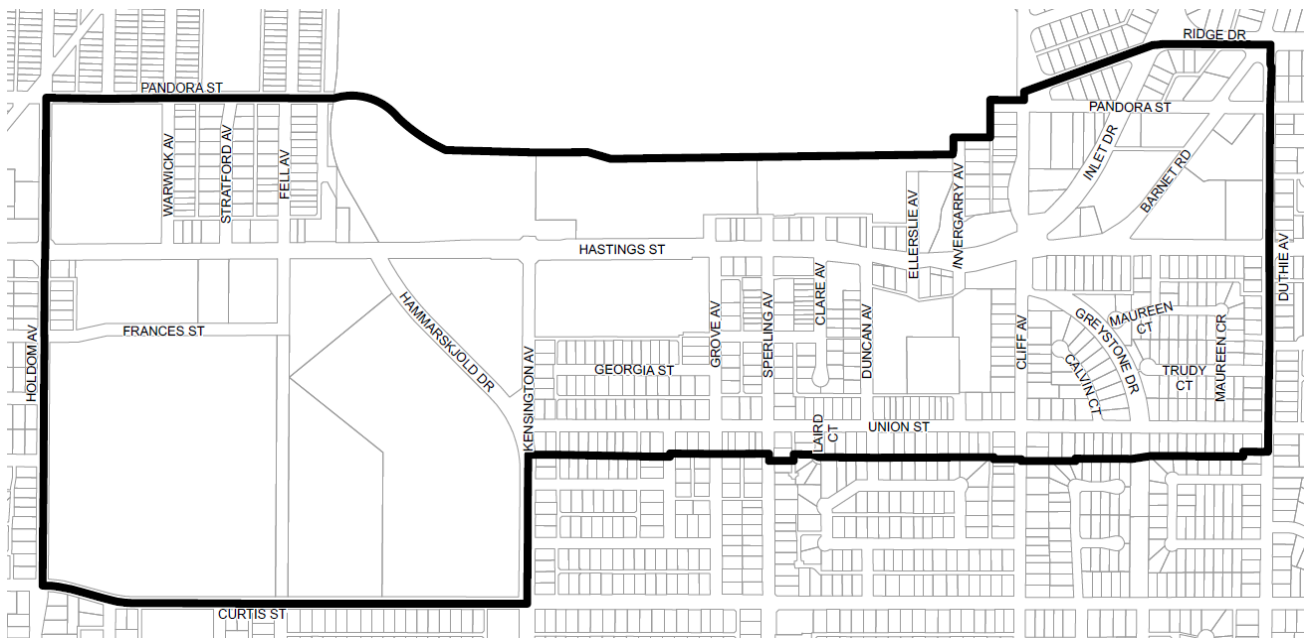 RIDGE DR
PANDORA ST
PANDORA ST
WARWICK AV
STRATFORD AV
FELL AV
INLET DR
BARNET RD
HASTINGS ST
ELLERSLIE AV
INVERGARRY AV
DUTHIE AV
HOLDOM AV
FRANCES ST
HAMMARSKJOLD DR
KENSINGTON AV
GROVE AV
SPERLING AV
CLARE AV
DUNCAN AV
GEORGIA ST
CLIFF AV
GREYSTONE DR
MAUREEN
CT
CALVIN CT
TRUDY
CT
MAUREEN CR
LAIRD
CT
UNION ST
CURTIS ST